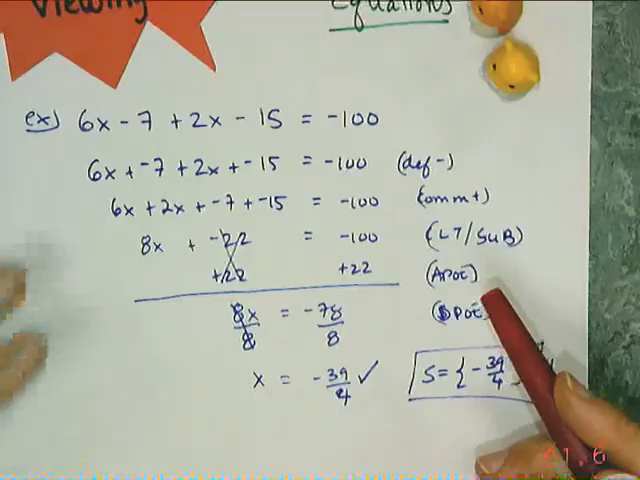 Viewing
Equations
ex) 6x - 7 + 2x - 15 = -100
6x + -7 + 2x + -15 = -100 (def -)
6x + 2x + -7 + -15 = -100 (omm +)
8x + -22 = -100 (LT/SUB)
+22 +22 (APOE)
8x/8 = -78/8 (DPOE
x = -39/4 ✓ S = { -39/4